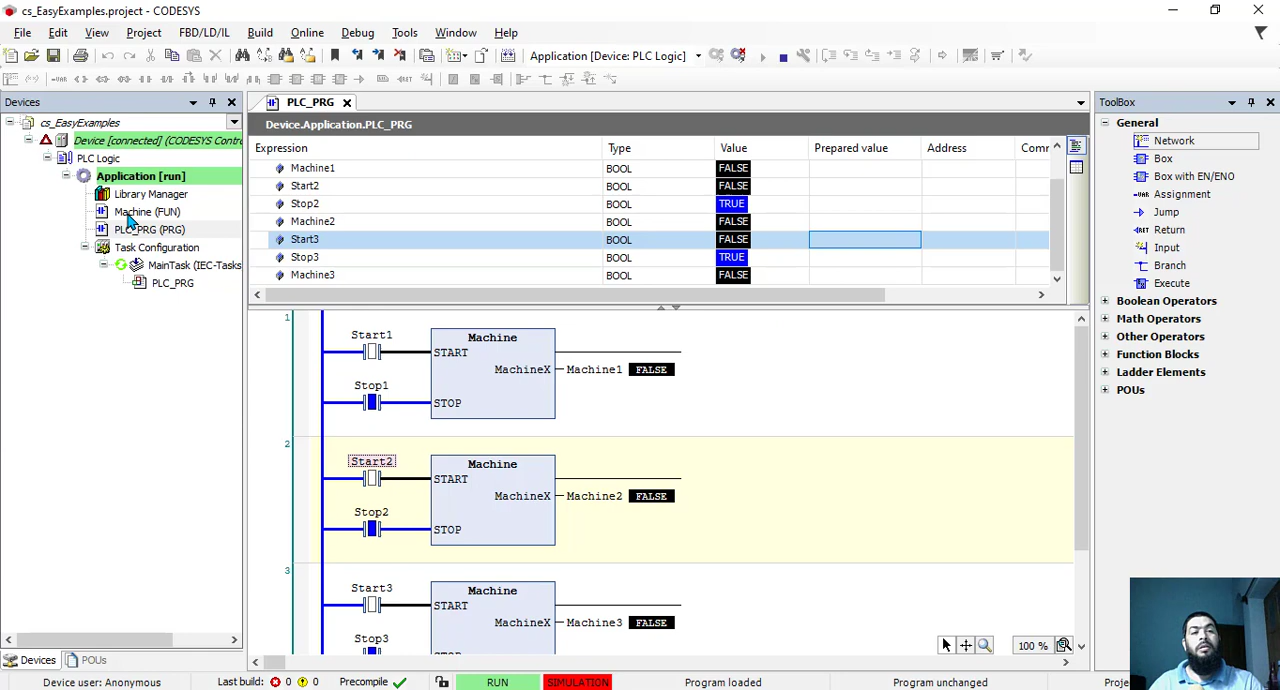 cs_EasyExamples.project - CODESYS
File Edit View Project FBD/LD/IL Build Online Debug Tools Window Help
Application [Device: PLC Logic]
Devices
cs_EasyExamples
Device [connected] (CODESYS Contro
PLC Logic
Application [run]
Library Manager
Machine (FUN)
PLC_PRG (PRG)
Task Configuration
MainTask (IEC-Tasks
PLC_PRG
Devices POUs
PLC_PRG
Device.Application.PLC_PRG
Expression Type Value Prepared value Address Comm
Machine1 BOOL FALSE
Start2 BOOL FALSE
Stop2 BOOL TRUE
Machine2 BOOL FALSE
Start3 BOOL FALSE
Stop3 BOOL TRUE
Machine3 BOOL FALSE
1
Start1 Machine
START
MachineX Machine1 FALSE
Stop1
STOP
2
Start2 Machine
START
MachineX Machine2 FALSE
Stop2
STOP
3
Start3 Machine
START
MachineX Machine3 FALSE
Stop3
100 %
ToolBox
General
Network
Box
Box with EN/ENO
Assignment
Jump
Return
Input
Branch
Execute
Boolean Operators
Math Operators
Other Operators
Function Blocks
Ladder Elements
POUs
Device user: Anonymous Last build: 0 0 Precompile RUN SIMULATION Program loaded Program unchanged Proje